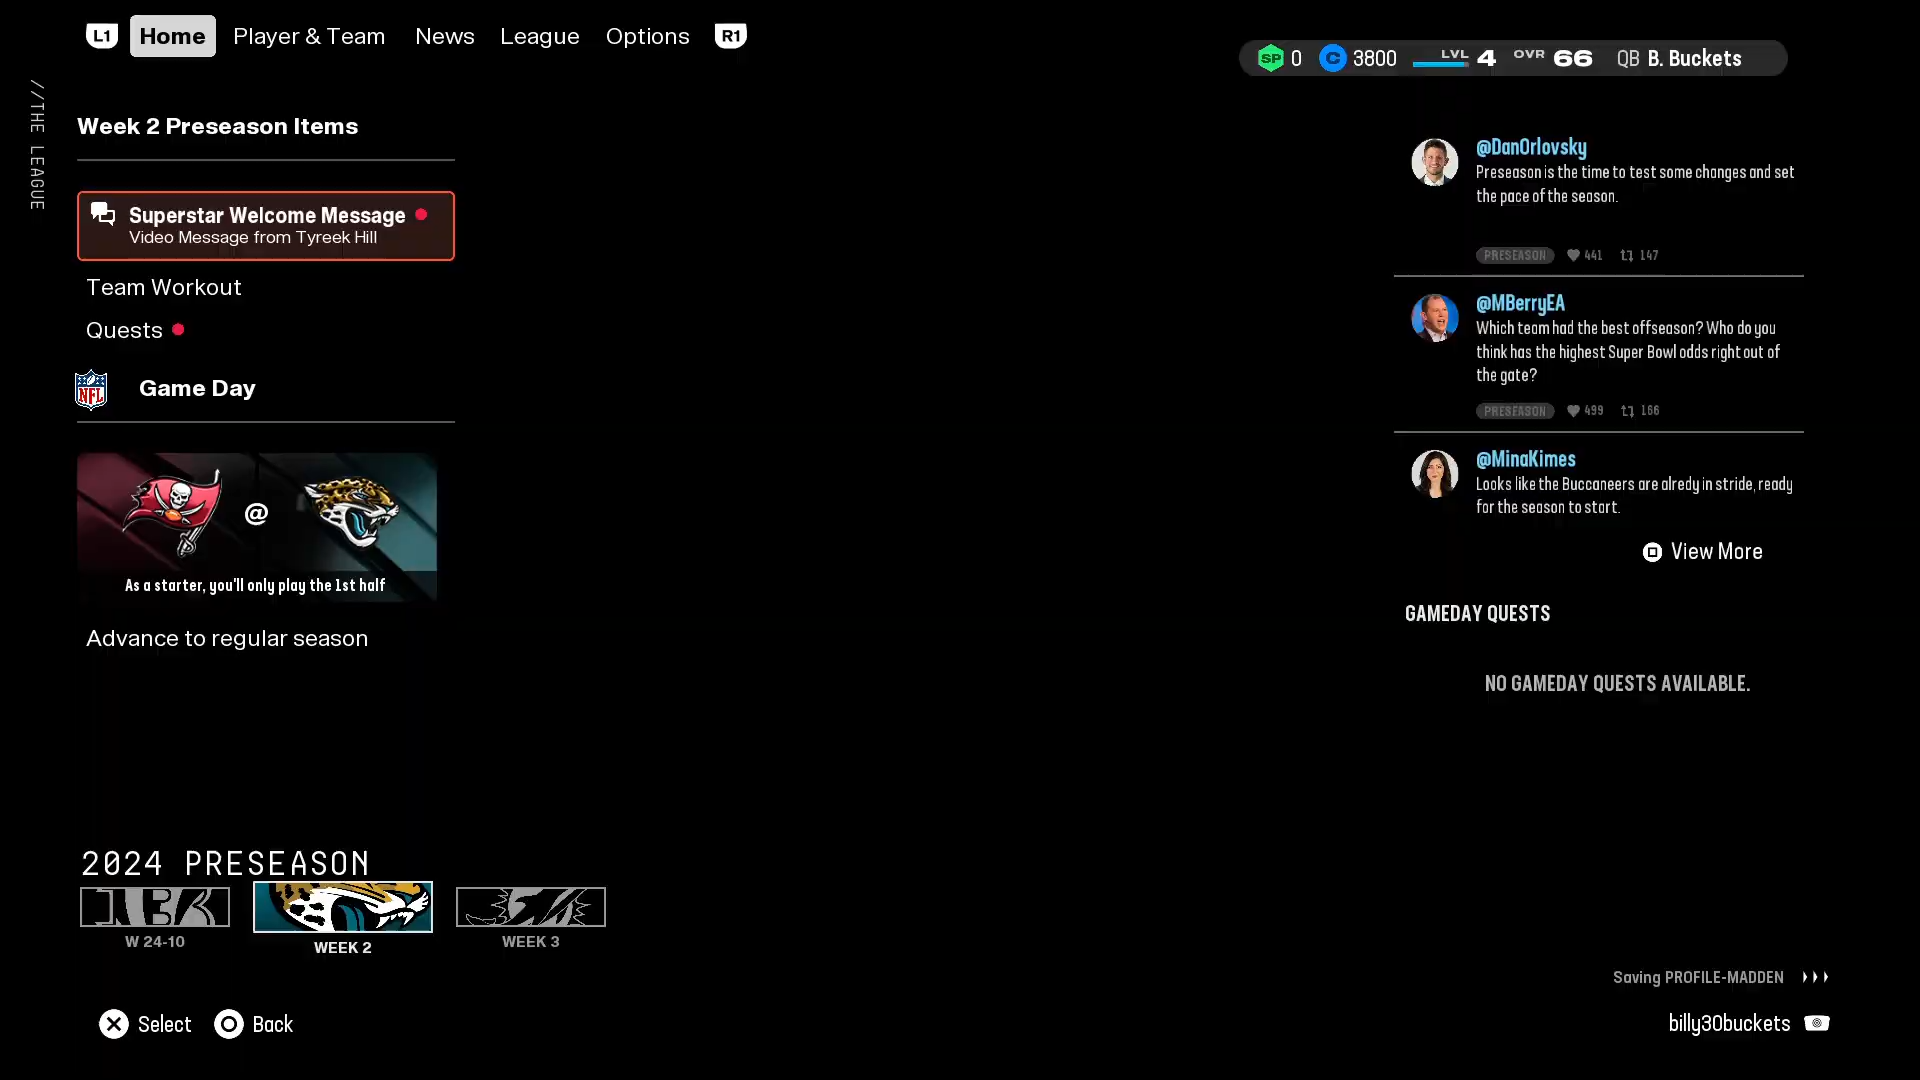 L1 Home Player & Team News League Options R1
SP 0 C 3800 LVL 4 OVR 66 QB B. Buckets
//THE LEAGUE
Week 2 Preseason Items
Superstar Welcome Message
Video Message from Tyreek Hill
Team Workout
Quests
NFL Game Day
@
As a starter, you'll only play the 1st half
Advance to regular season
@DanOrlovsky
Preseason is the time to test some changes and set
the pace of the season.
PRESEASON 441 147
@MBerryEA
Which team had the best offseason? Who do you
think has the highest Super Bowl odds right out of
the gate?
PRESEASON 499 166
@MinaKimes
Looks like the Buccaneers are alredy in stride, ready
for the season to start.
View More
GAMEDAY QUESTS
NO GAMEDAY QUESTS AVAILABLE.
2024 PRESEASON
W 24-10
WEEK 2
WEEK 3
Saving PROFILE-MADDEN
Select Back
billy30buckets